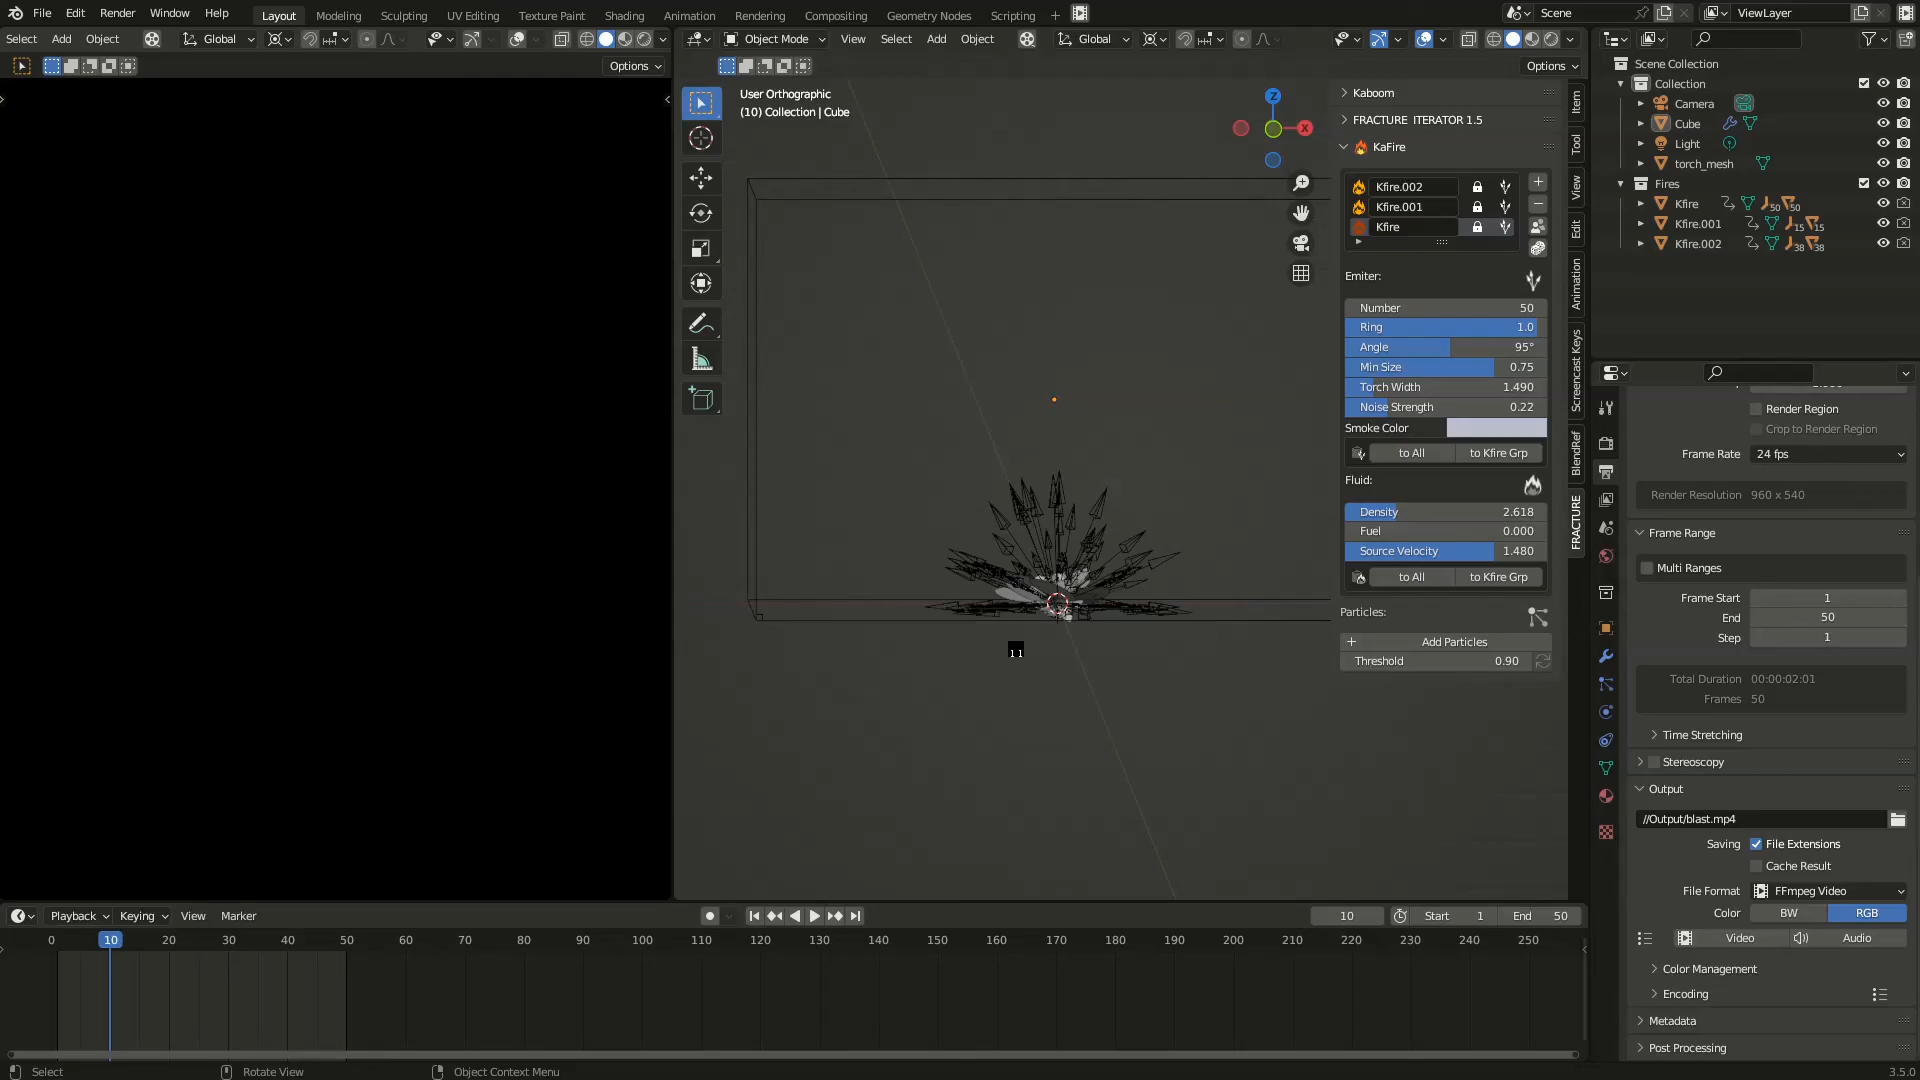 File Edit Render Window Help Layout Modeling Sculpting UV Editing Texture Paint Shading Animation Rendering Compositing Geometry Nodes Scripting + Scene ViewLayer
Select Add Object Global Object Mode View Select Add Object Global
Options Options
User Orthographic
(10) Collection | Cube
Z
X
Kaboom
FRACTURE ITERATOR 1.5
KaFire
Kfire.002
Kfire.001
Kfire
Emiter:
Number 50
Ring 1.0
Angle 95°
Min Size 0.75
Torch Width 1.490
Noise Strength 0.22
Smoke Color
to All to Kfire Grp
Fluid:
Density 2.618
Fuel 0.000
Source Velocity 1.480
to All to Kfire Grp
Particles:
Add Particles
Threshold 0.90
11
Item
Tool
View
Edit
Animation
Screencast Keys
BlendRef
FRACTURE
Scene Collection
Collection
Camera
Cube
Light
torch_mesh
Fires
Kfire 50 50
Kfire.001 15 15
Kfire.002 38 38
Render Region
Crop to Render Region
Frame Rate 24 fps
Render Resolution 960 x 540
Frame Range
Multi Ranges
Frame Start 1
End 50
Step 1
Total Duration 00:00:02:01
Frames 50
Time Stretching
Stereoscopy
Output
//Output/blast.mp4
Saving File Extensions
Cache Result
File Format FFmpeg Video
Color BW RGB
Video Audio
Color Management
Encoding
Metadata
Post Processing
Playback Keying View Marker 10 Start 1 End 50
0 10 20 30 40 50 60 70 80 90 100 110 120 130 140 150 160 170 180 190 200 210 220 230 240 250
Select Rotate View Object Context Menu 3.5.0